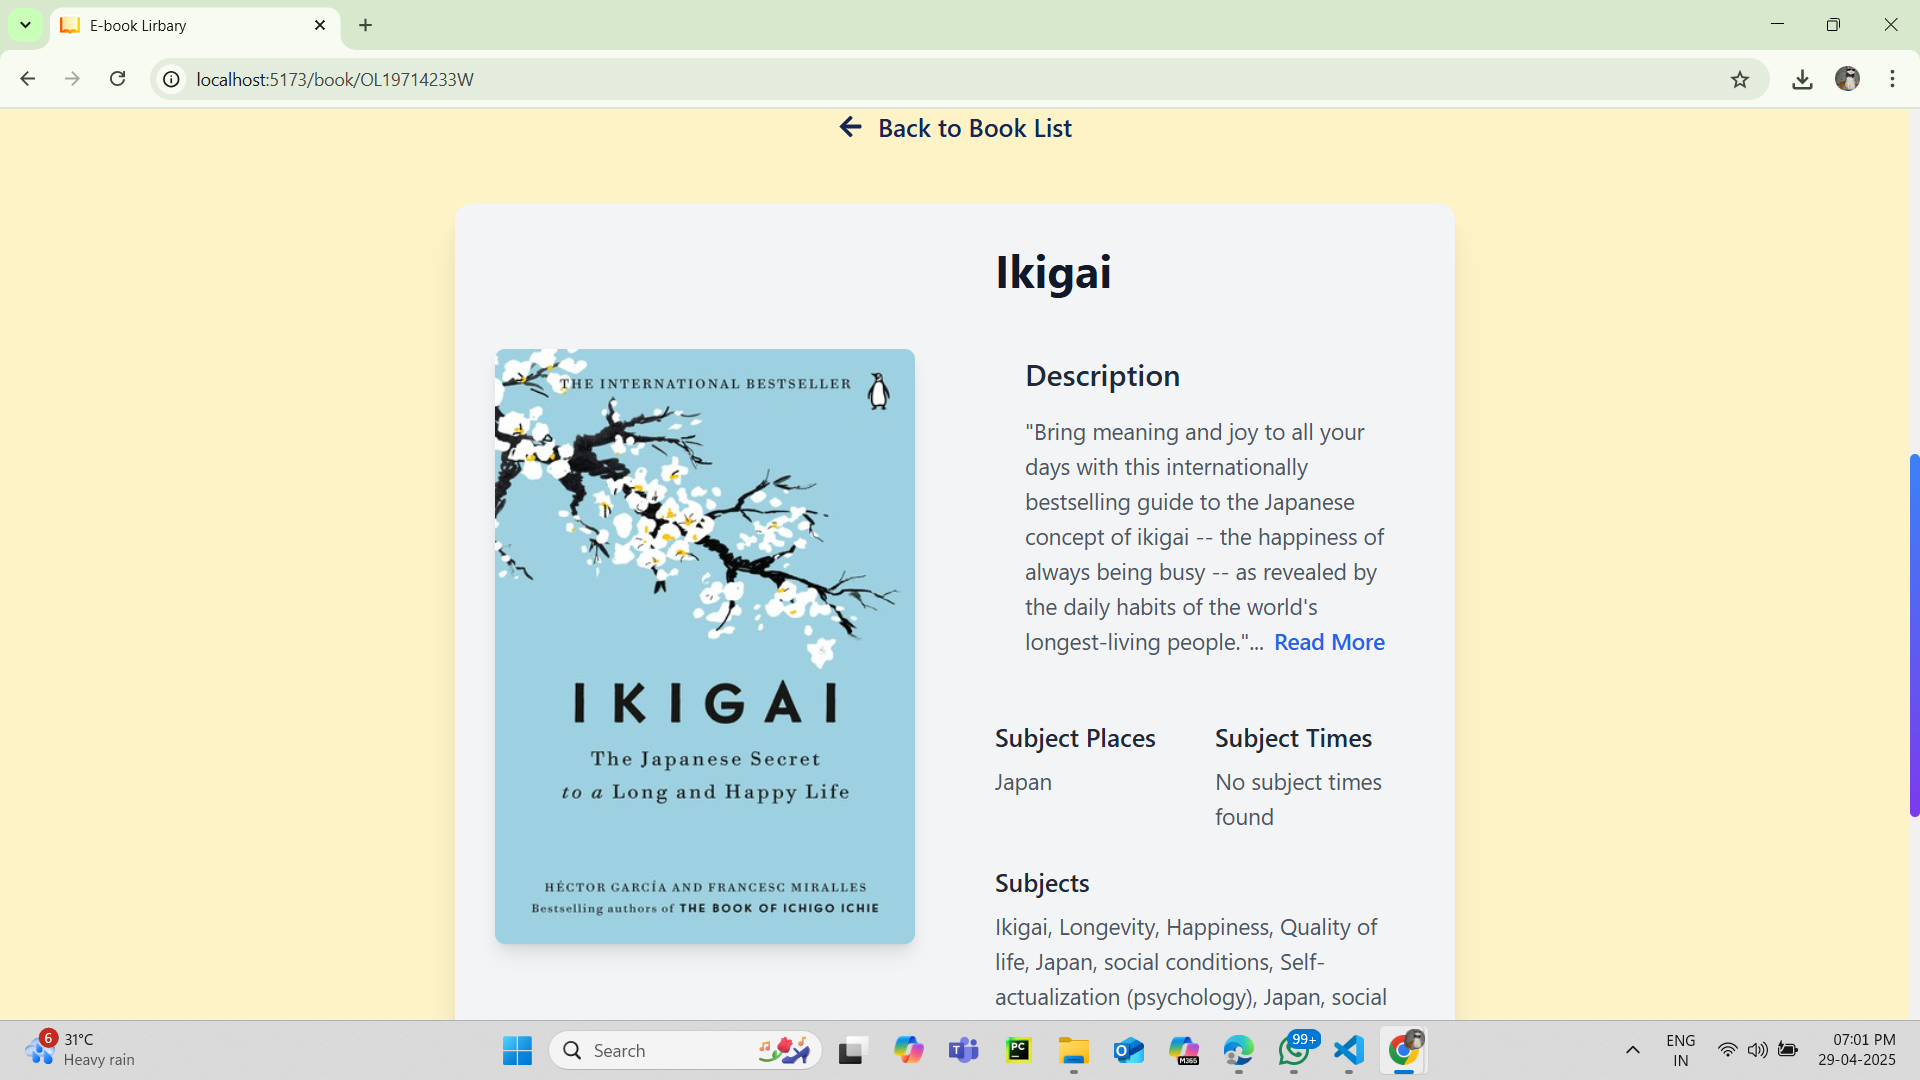 E-book Lirbary
localhost:5173/book/OL19714233W
Back to Book List
Ikigai
THE INTERNATIONAL BESTSELLER
IKIGAI
The Japanese Secret
to a Long and Happy Life
HÉCTOR GARCÍA AND FRANCESC MIRALLES
Bestselling authors of THE BOOK OF ICHIGO ICHIE
Description
"Bring meaning and joy to all your
days with this internationally
bestselling guide to the Japanese
concept of ikigai -- the happiness of
always being busy -- as revealed by
the daily habits of the world's
longest-living people."... Read More
Subject Places
Japan
Subject Times
No subject times
found
Subjects
Ikigai, Longevity, Happiness, Quality of
life, Japan, social conditions, Self-
actualization (psychology), Japan, social
6
31°C
Heavy rain
Search
PC
M365
99+
ENG
IN
07:01 PM
29-04-2025